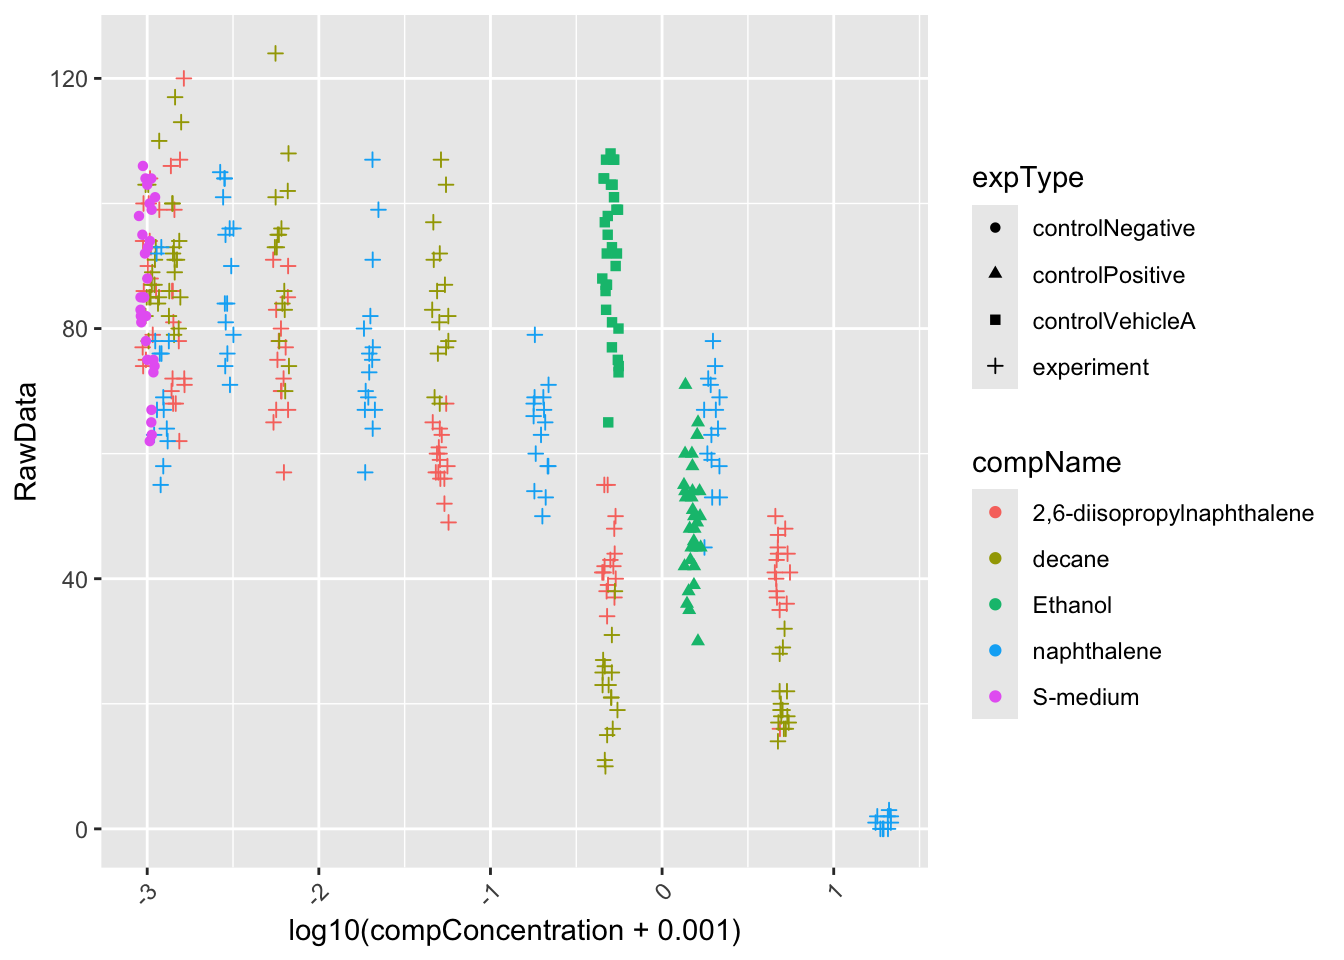 120
80
40
0
RawData
-3
-2
-1
0
1
log10(compConcentration + 0.001)
expType
controlNegative
controlPositive
controlVehicleA
experiment
compName
2,6-diisopropylnaphthalene
decane
Ethanol
naphthalene
S-medium